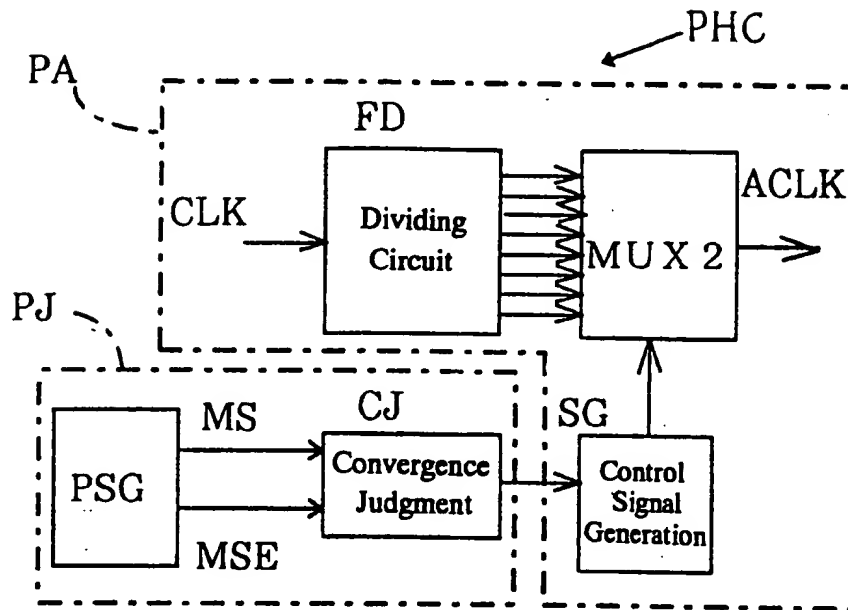 PHC
PA
FD
CLK
Dividing
Circuit
MUX2
ACLK
PJ
MS
CJ
SG
PSG
Convergence
Judgment
Control
Signal
Generation
MSE